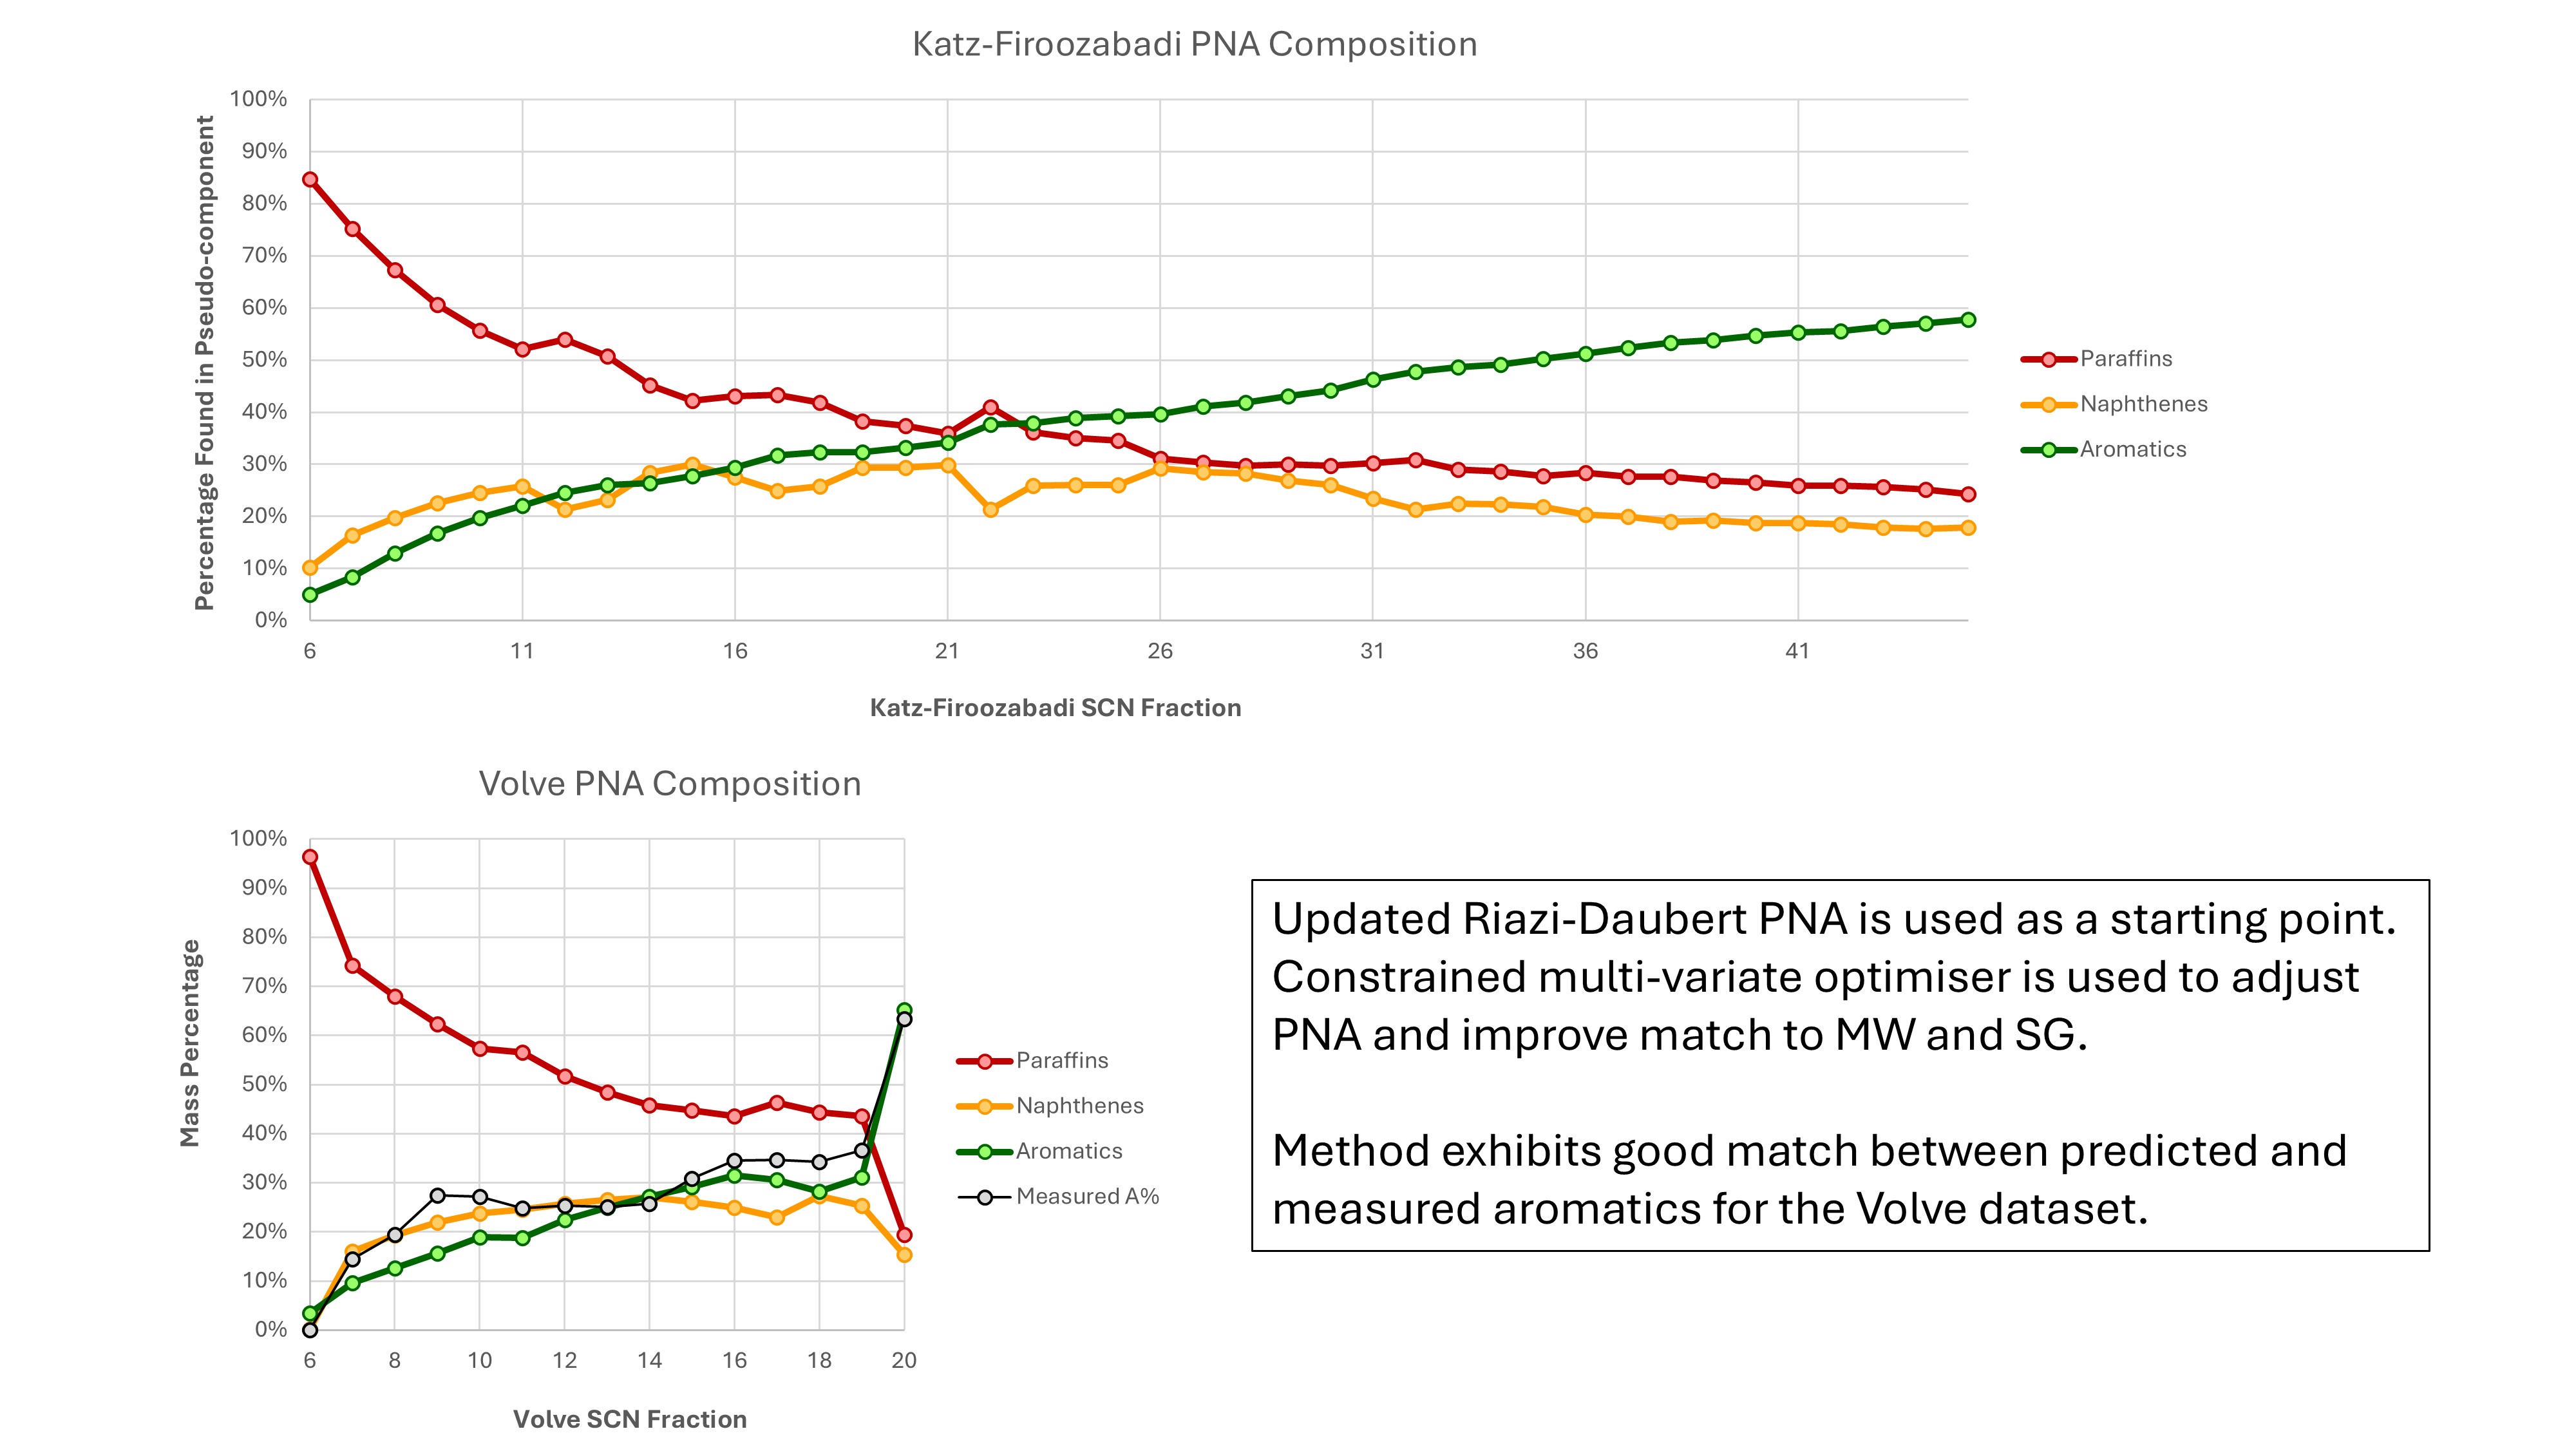 Katz-Firoozabadi PNA Composition
Percentage Found in Pseudo-component
100%
90%
80%
70%
60%
50%
40%
30%
20%
10%
0%
6 11 16 21 26 31 36 41
Katz-Firoozabadi SCN Fraction
Paraffins
Naphthenes
Aromatics
Volve PNA Composition
Mass Percentage
100%
90%
80%
70%
60%
50%
40%
30%
20%
10%
0%
6 8 10 12 14 16 18 20
Volve SCN Fraction
Paraffins
Naphthenes
Aromatics
Measured A%
Updated Riazi-Daubert PNA is used as a starting point.
Constrained multi-variate optimiser is used to adjust
PNA and improve match to MW and SG.
Method exhibits good match between predicted and
measured aromatics for the Volve dataset.